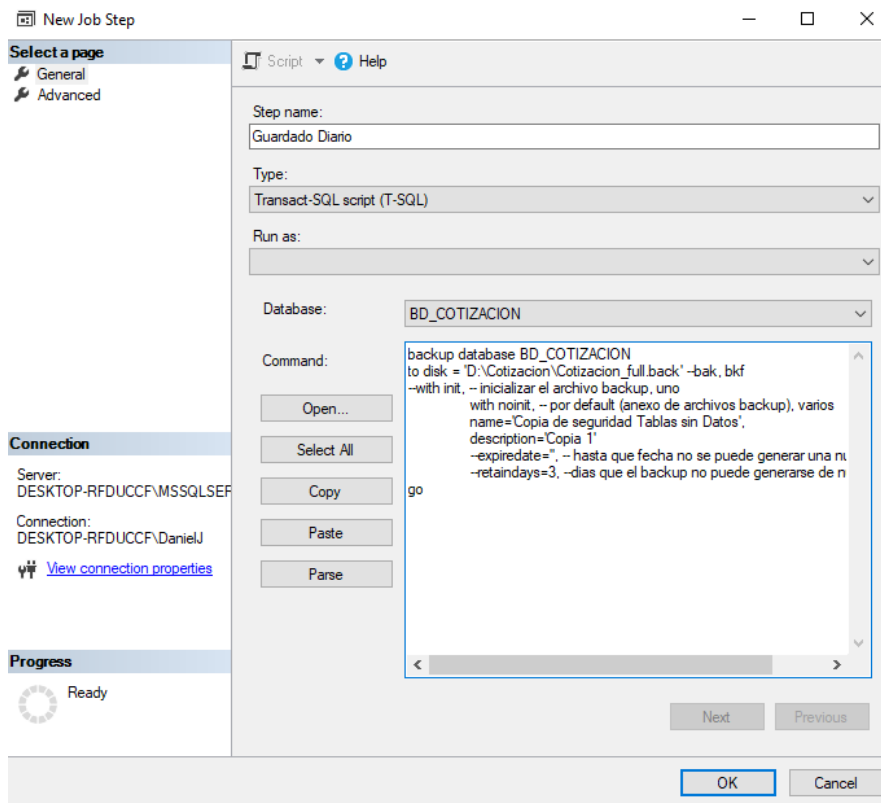 New Job Step
Select a page
General
Advanced
Script
Help
Step name:
Guardado Diario
Type:
Transact-SQL script (T-SQL)
Run as:
Database:
BD_COTIZACION
Command:
backup database BD_COTIZACION
to disk = 'D:\Cotizacion\Cotizacion_full.back' --bak, bkf
--with init, -- inicializar el archivo backup, uno
with noinit, -- por default (anexo de archivos backup), varios
name='Copia de seguridad Tablas sin Datos',
description='Copia 1'
--expiredate='', -- hasta que fecha no se puede generar una nu
--retaindays=3, --dias que el backup no puede generarse de n
go
Open...
Select All
Copy
Paste
Parse
Connection
Server:
DESKTOP-RFDUCCF\MSSQLSEF
Connection:
DESKTOP-RFDUCCF\DanielJ
View connection properties
Progress
Ready
Next
Previous
OK
Cancel